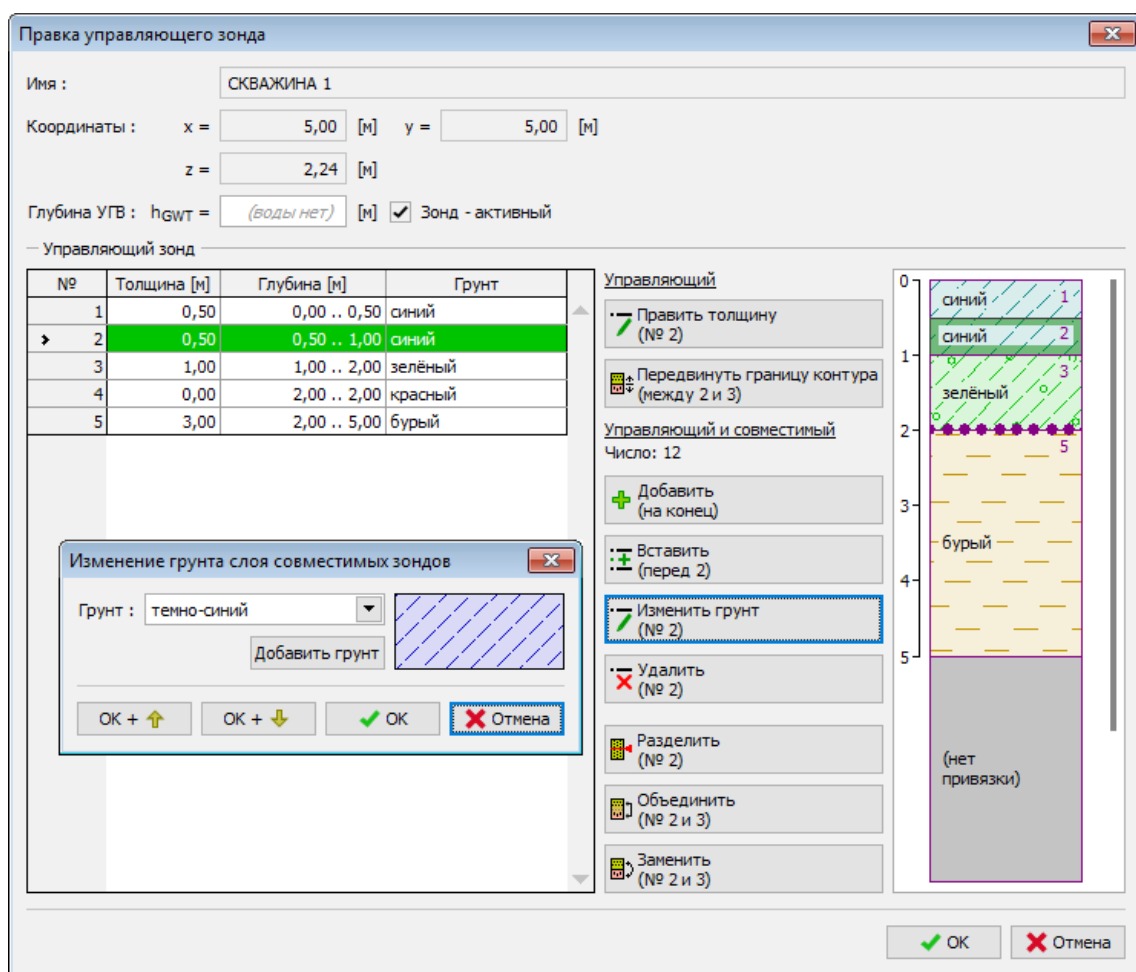 Правка управляющего зонда
Имя : СКВАЖИНА 1
Координаты : x = 5,00 [м] y = 5,00 [м]
z = 2,24 [м]
Глубина УГВ : hGWT = (воды нет) [м] Зонд - активный
Управляющий зонд
№ Толщина [м] Глубина [м] Грунт
1 0,50 0,00 .. 0,50 синий
2 0,50 0,50 .. 1,00 синий
3 1,00 1,00 .. 2,00 зелёный
4 0,00 2,00 .. 2,00 красный
5 3,00 2,00 .. 5,00 бурый
Изменение грунта слоя совместимых зондов
Грунт : темно-синий
Добавить грунт
OK + OK + OK Отмена
Управляющий
Править толщину
(№ 2)
Передвинуть границу контура
(между 2 и 3)
Управляющий и совместимый
Число: 12
Добавить
(на конец)
Вставить
(перед 2)
Изменить грунт
(№ 2)
Удалить
(№ 2)
Разделить
(№ 2)
Объединить
(№ 2 и 3)
Заменить
(№ 2 и 3)
0
синий 1
синий 2
1
3
зелёный
2
5
3
бурый
4
5
(нет
привязки)
OK Отмена